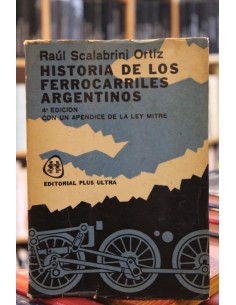 Raúl Scalabrini Ortiz
HISTORIA DE LOS
FERROCARRILES
ARGENTINOS
4ª EDICION
CON UN APENDICE DE LA LEY MITRE
EDITORIAL PLUS ULTRA